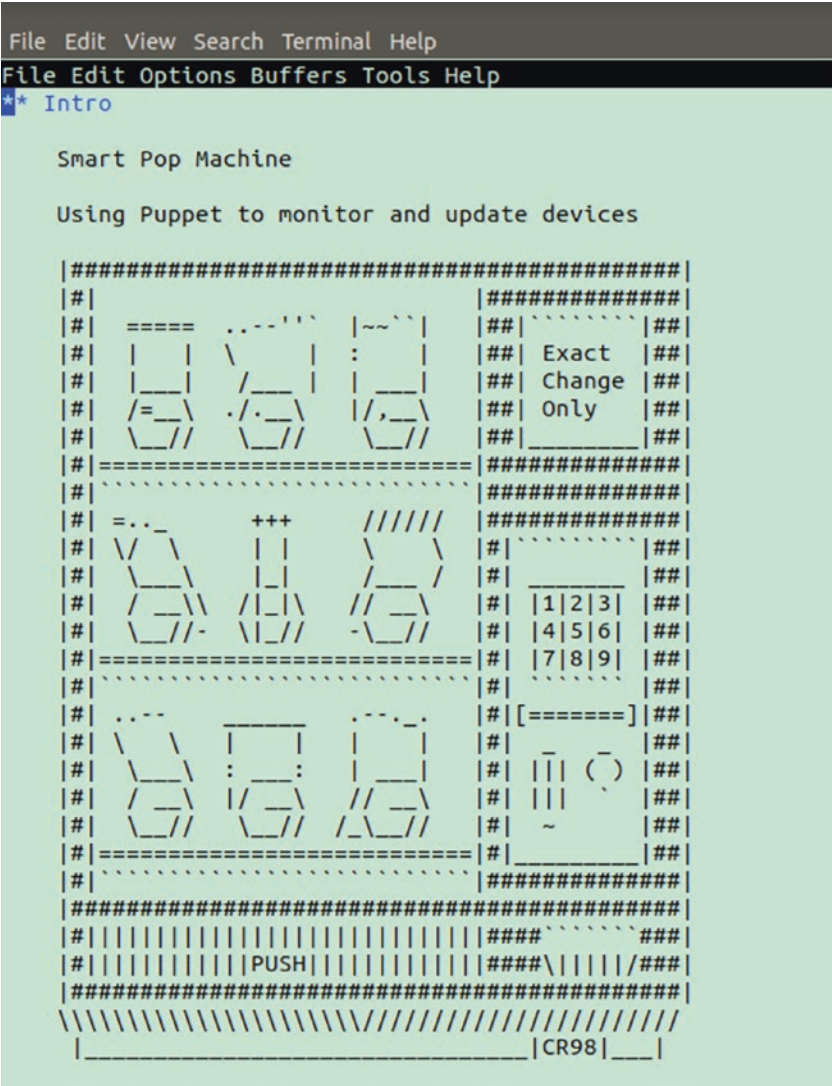 File Edit View Search Terminal Help
File Edit Options Buffers Tools Help
** Intro
Smart Pop Machine
Using Puppet to monitor and update devices
Exact
Change
Only
|1|2|3|
|4|5|6|
|7|8|9|
PUSH
CR98